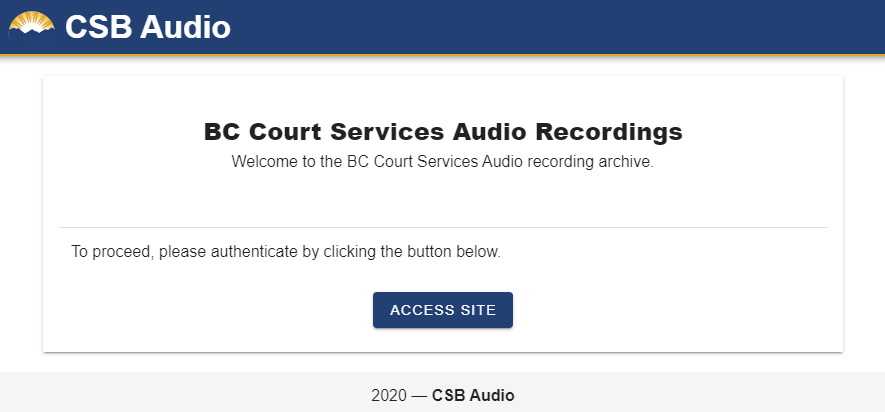 CSB Audio
BC Court Services Audio Recordings
Welcome to the BC Court Services Audio recording archive.
To proceed, please authenticate by clicking the button below.
ACCESS SITE
2020 — CSB Audio